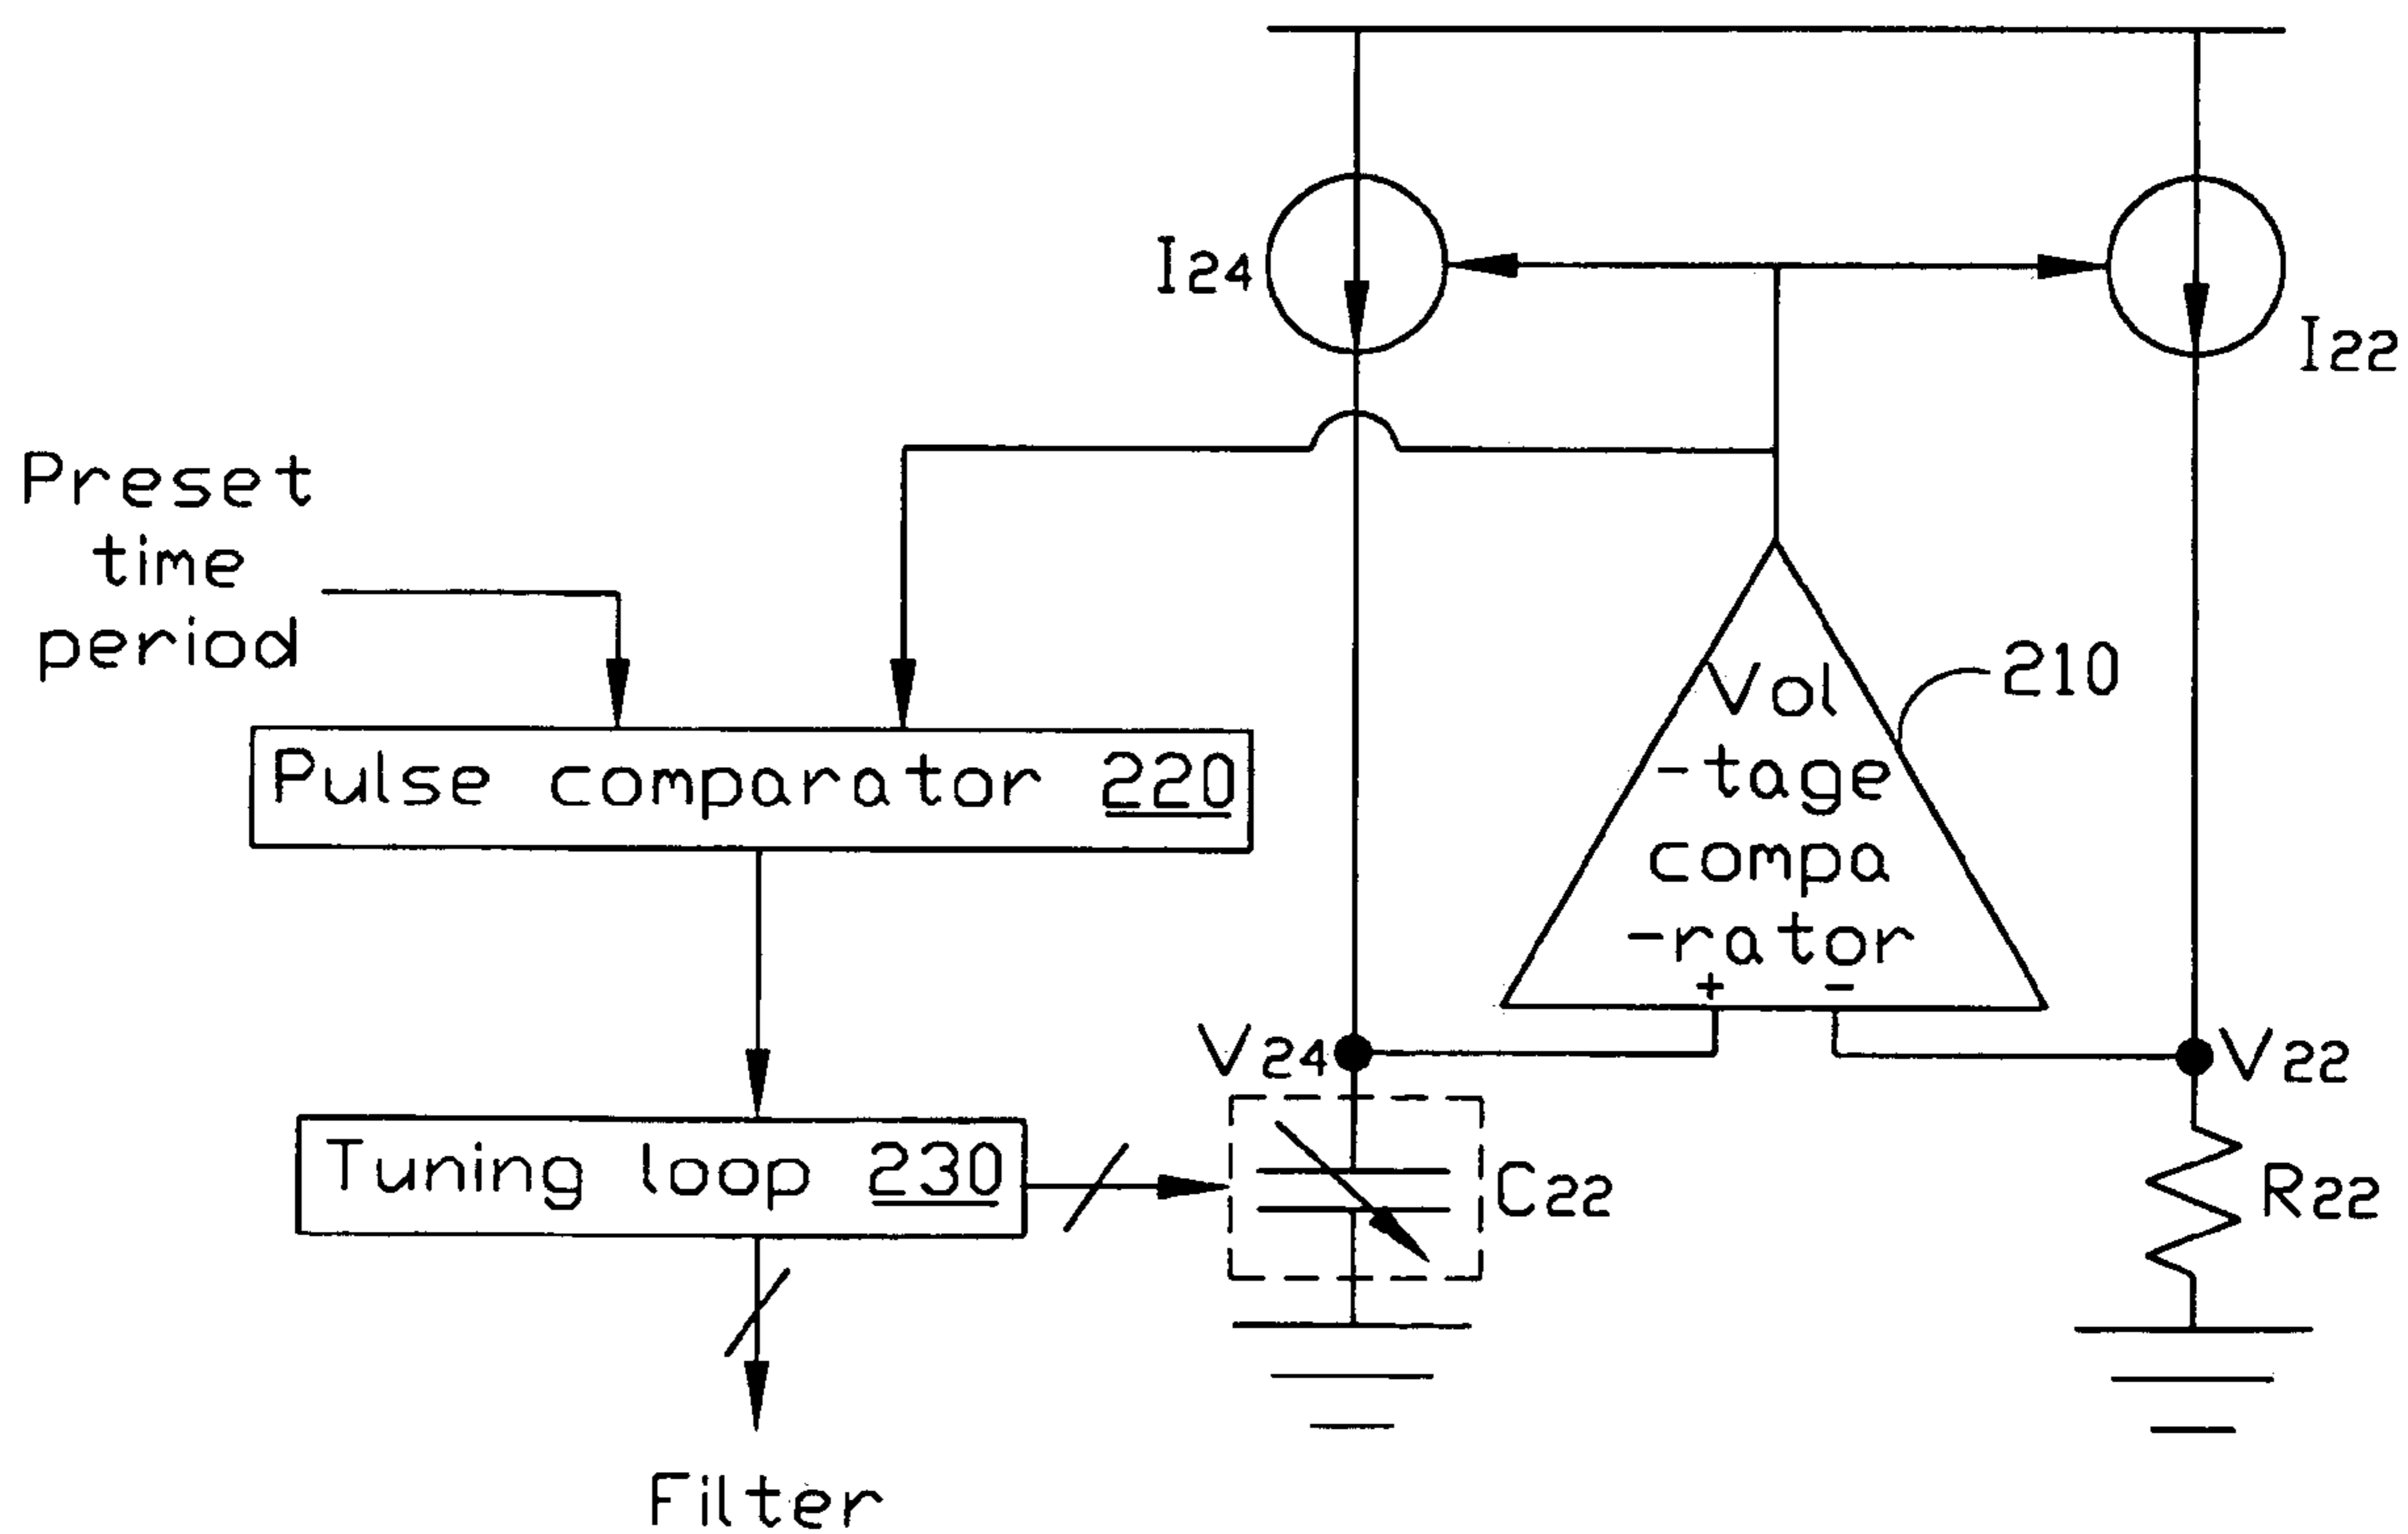 I24
I22
Preset
time
period
210
Vol
-tage
compa
-rator
+ -
Pulse comparator 220
V24
V22
Tuning loop 230
C22
R22
Filter